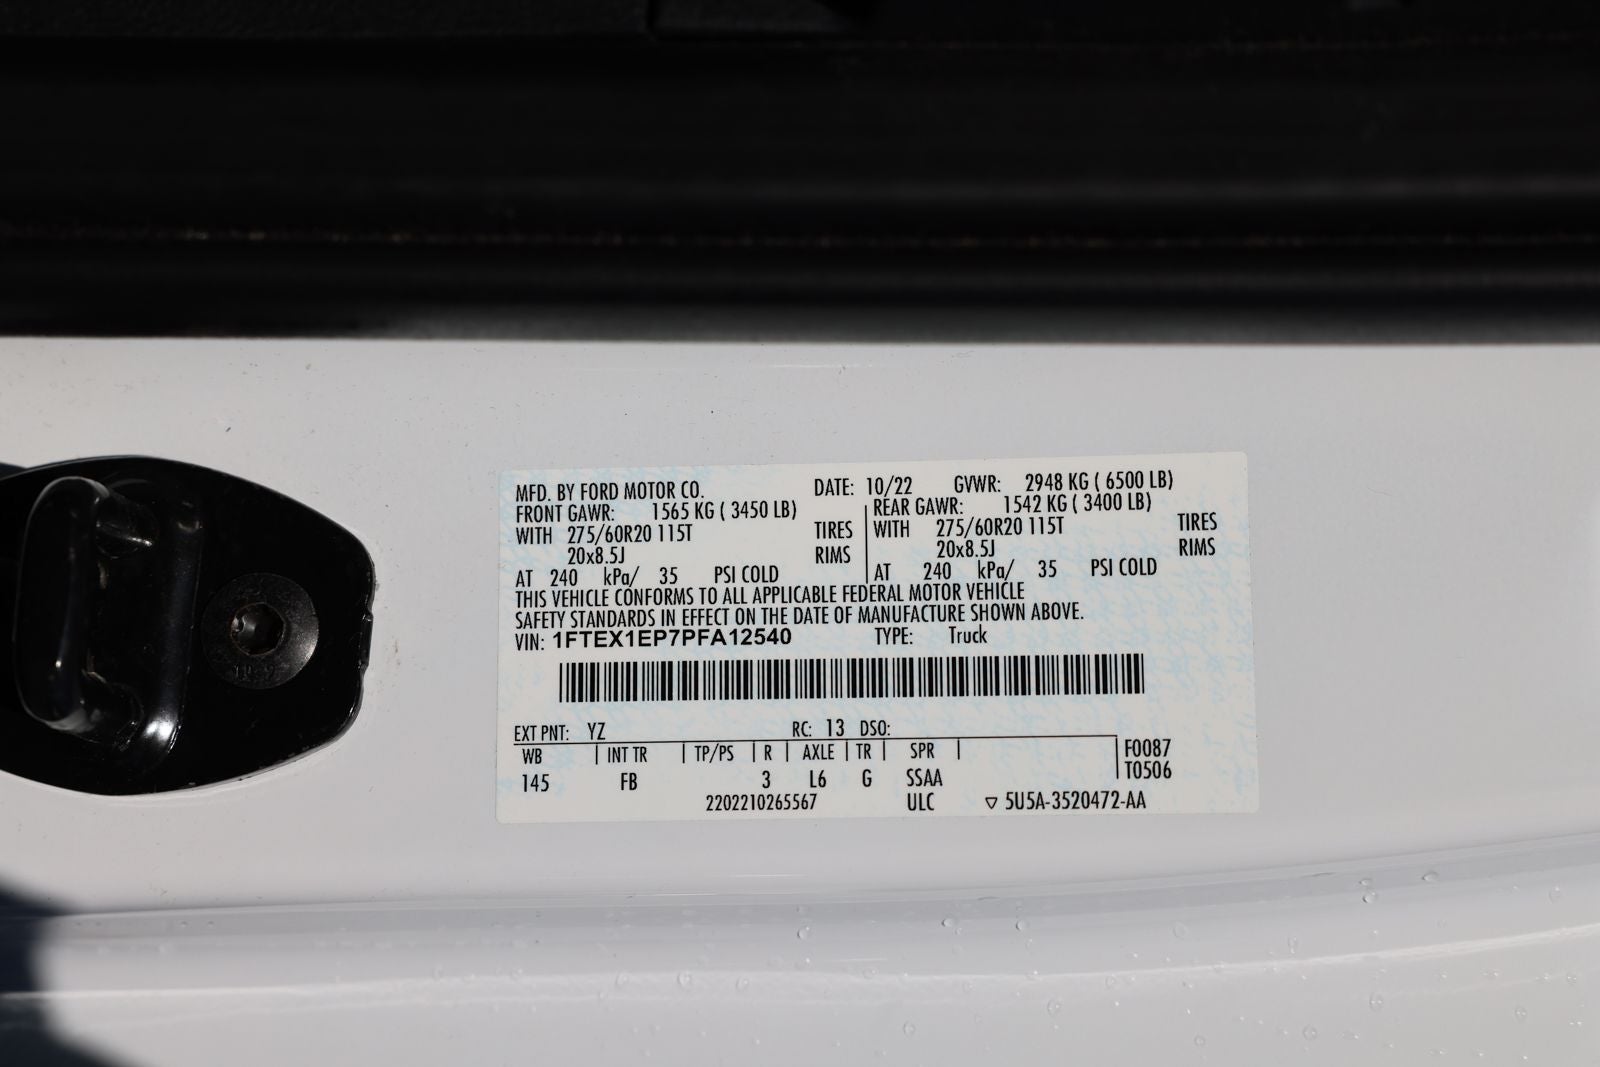 MFD. BY FORD MOTOR CO. DATE: 10/22 GVWR: 2948 KG ( 6500 LB)
FRONT GAWR: 1565 KG ( 3450 LB) REAR GAWR: 1542 KG ( 3400 LB)
WITH 275/60R20 115T TIRES WITH 275/60R20 115T TIRES
20x8.5J RIMS 20x8.5J RIMS
AT 240 kPa/ 35 PSI COLD AT 240 kPa/ 35 PSI COLD
THIS VEHICLE CONFORMS TO ALL APPLICABLE FEDERAL MOTOR VEHICLE
SAFETY STANDARDS IN EFFECT ON THE DATE OF MANUFACTURE SHOWN ABOVE.
VIN: 1FTEX1EP7PFA12540 TYPE: Truck
EXT PNT: YZ RC: 13 DSO:
WB INT TR TP/PS R AXLE TR SPR F0087
145 FB 3 L6 G SSAA T0506
2202210265567 ULC ▽ 5U5A-3520472-AA